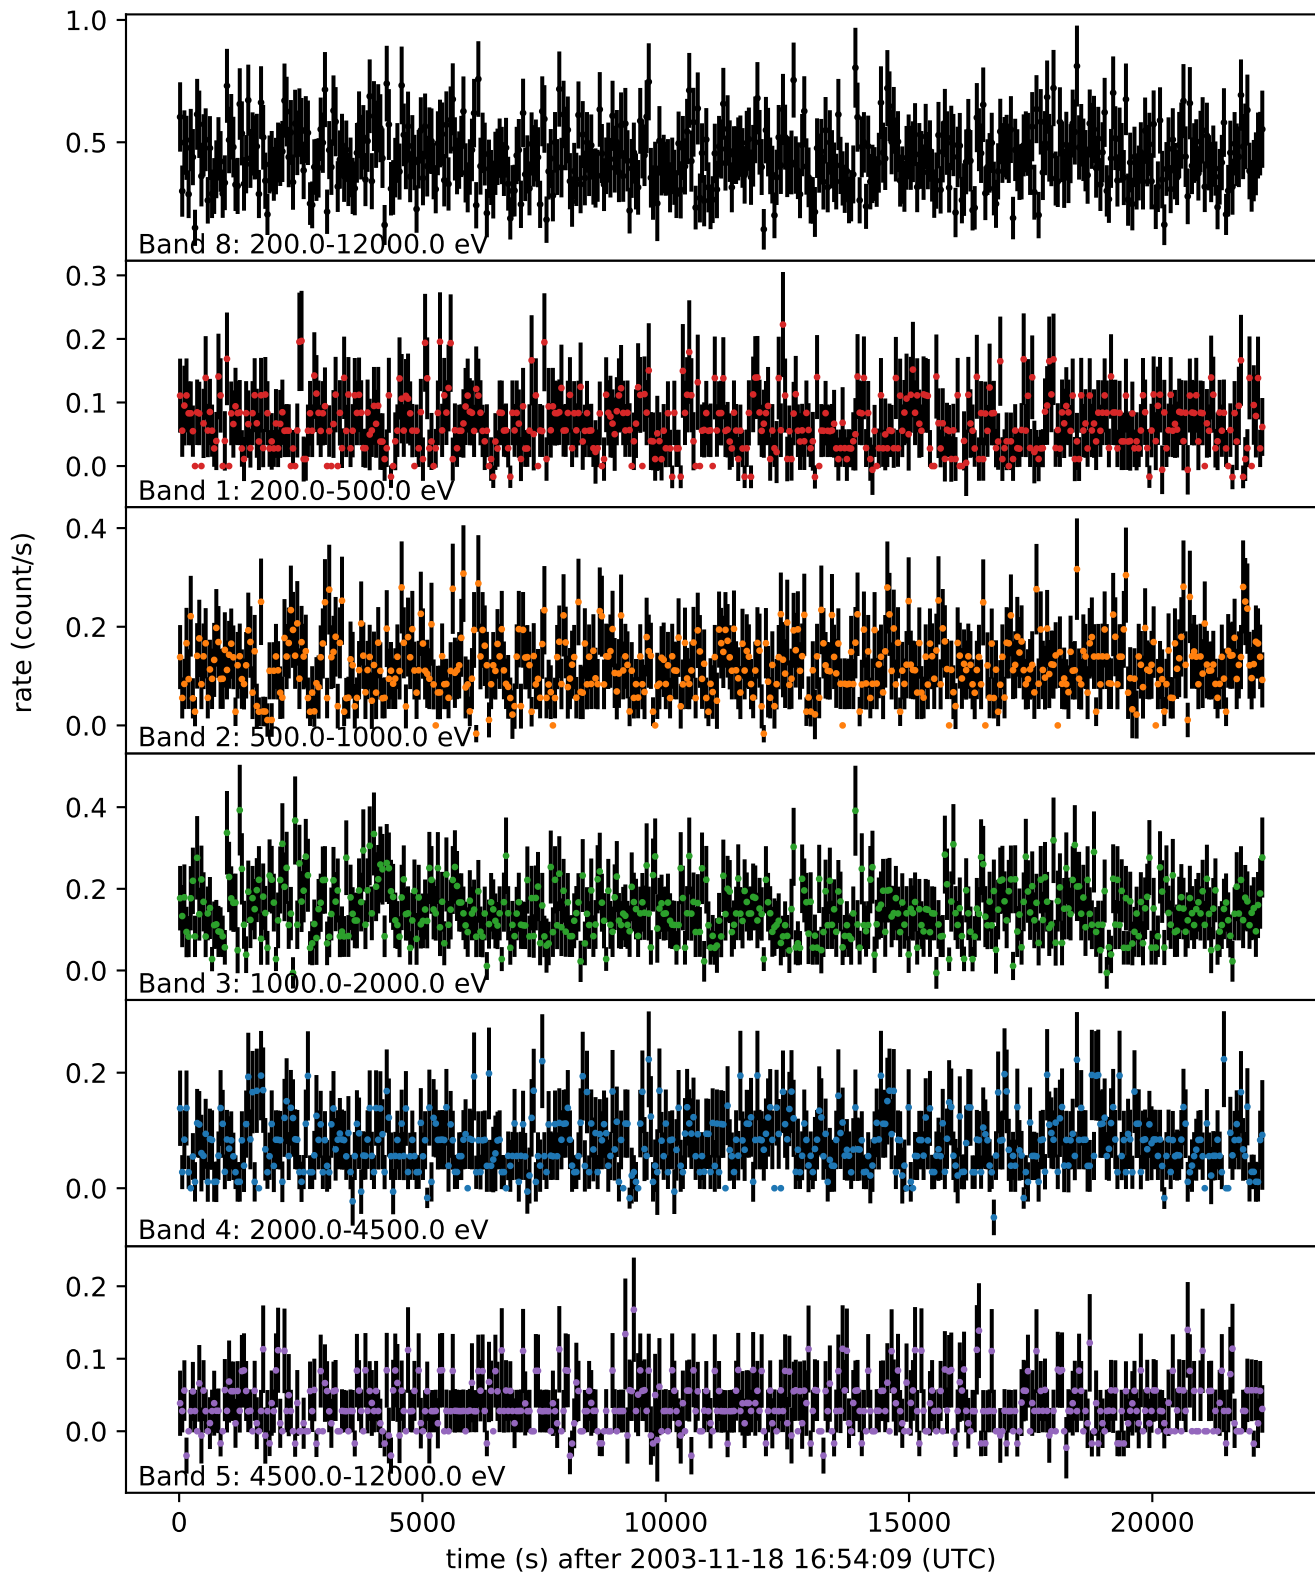 1.0
0.5
Band 8: 200.0-12000.0 eV
0.3
0.2
0.1
0.0
Band 1: 200.0-500.0 eV
0.4
0.2
0.0
Band 2: 500.0-1000.0 eV
rate (count/s)
0.4
0.2
0.0
Band 3: 1000.0-2000.0 eV
0.2
0.0
Band 4: 2000.0-4500.0 eV
0.2
0.1
0.0
Band 5: 4500.0-12000.0 eV
0 5000 10000 15000 20000
time (s) after 2003-11-18 16:54:09 (UTC)